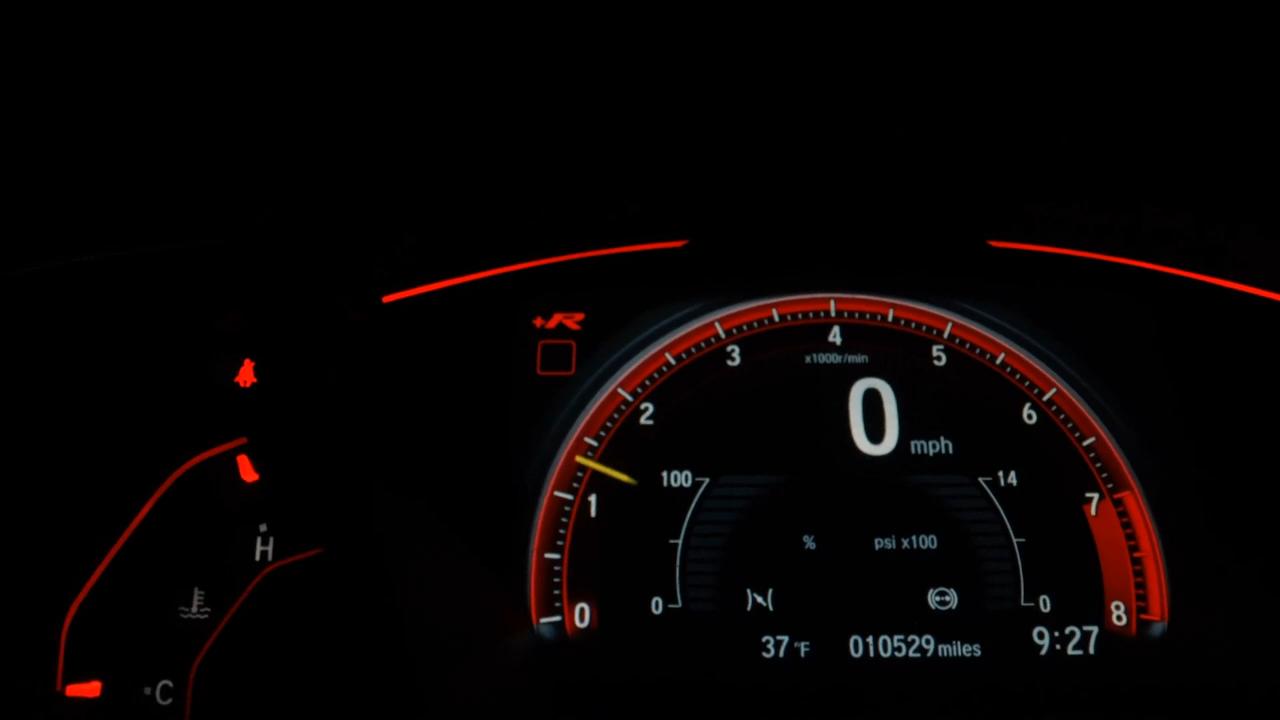 +R
4
x1000r/min
3 5
2 6
0 mph
100 14
1 7
% psi x100
H
0 0
0 8
37 °F 010529 miles 9:27
C